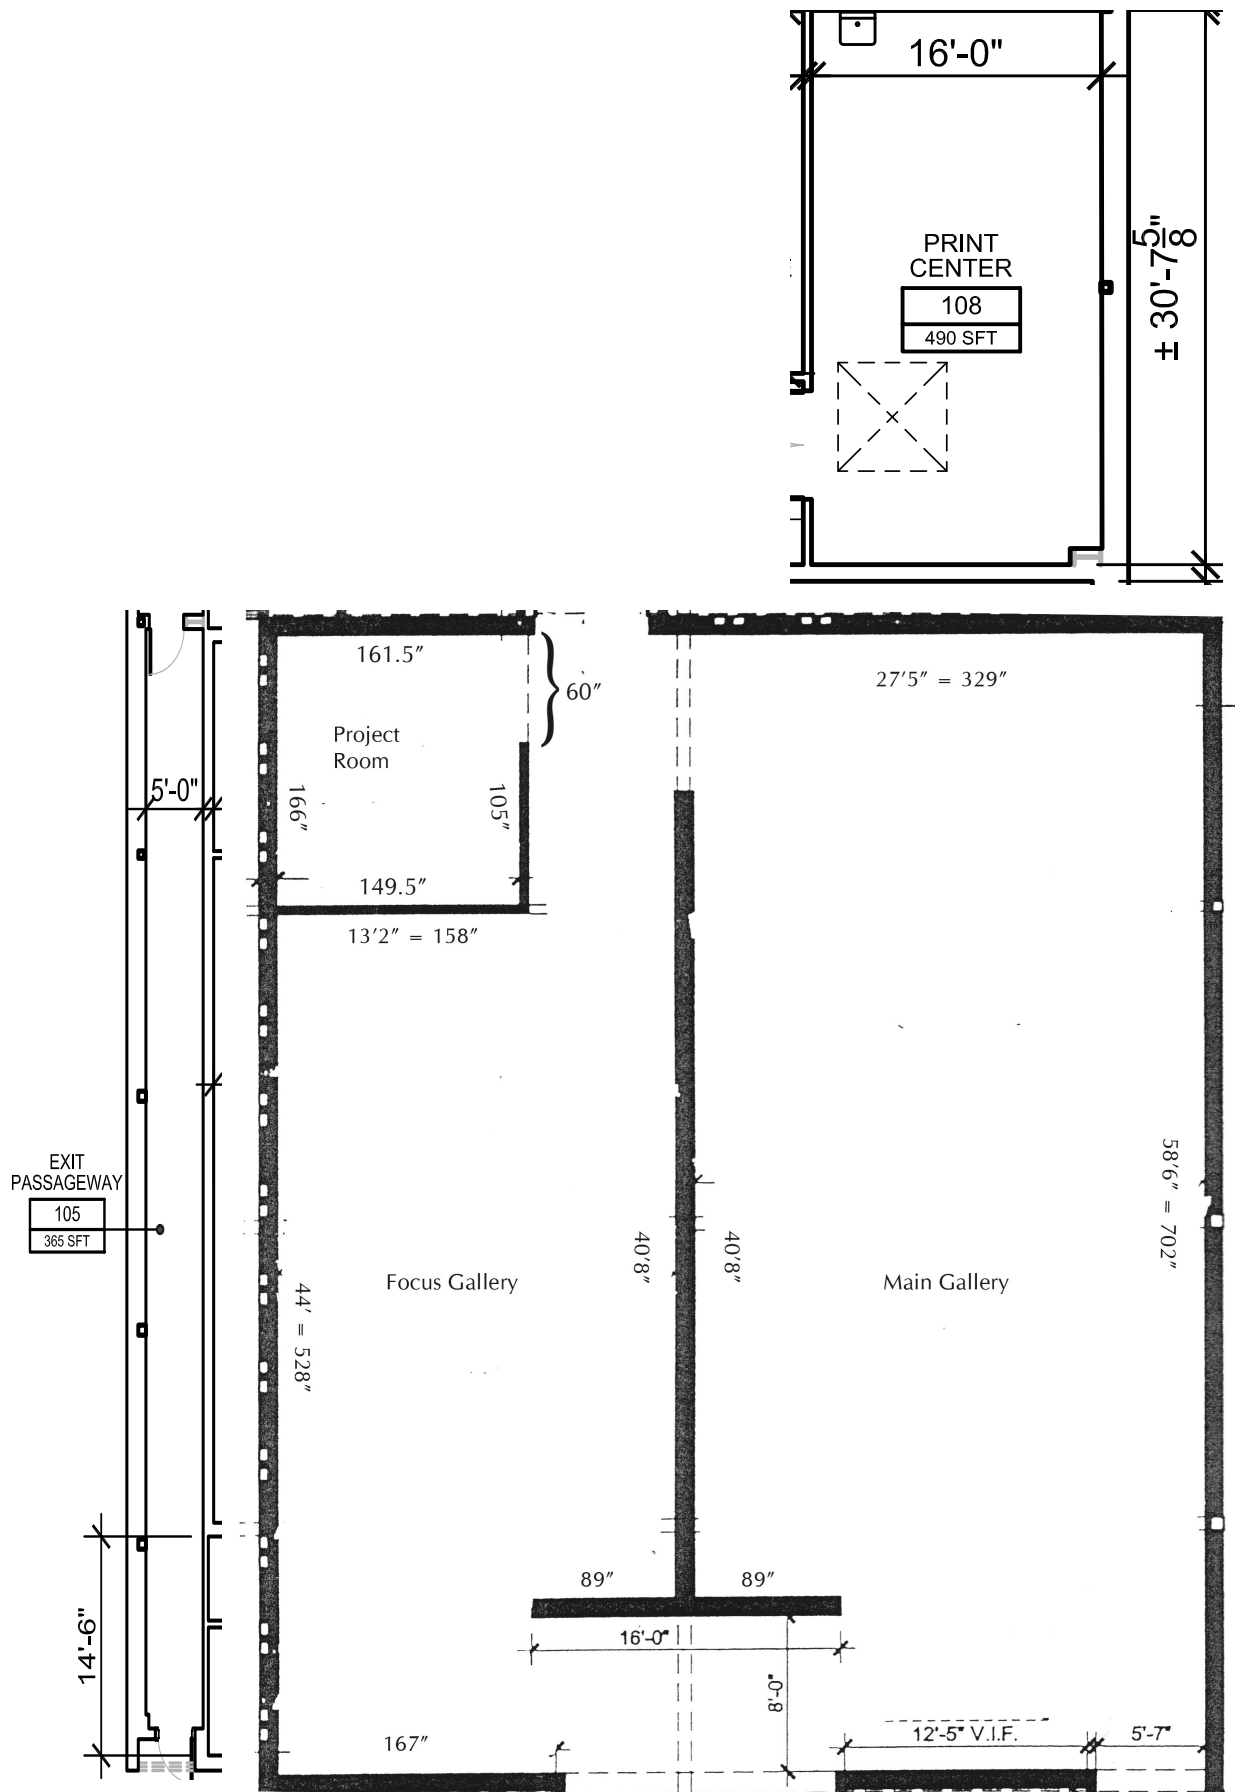 16'-0"
PRINT
CENTER
108
490 SFT
± 30'-7 5/8"
161.5″
60″
27′5″ = 329″
Project
Room
5'-0"
166″
105″
149.5″
13′2″ = 158″
EXIT
PASSAGEWAY
105
365 SFT
58′6″ = 702″
40′8″
40′8″
Focus Gallery
Main Gallery
44′ = 528″
89″
89″
16'-0"
14'-6"
8'-0"
167″
12'-5" V.I.F.
5'-7"